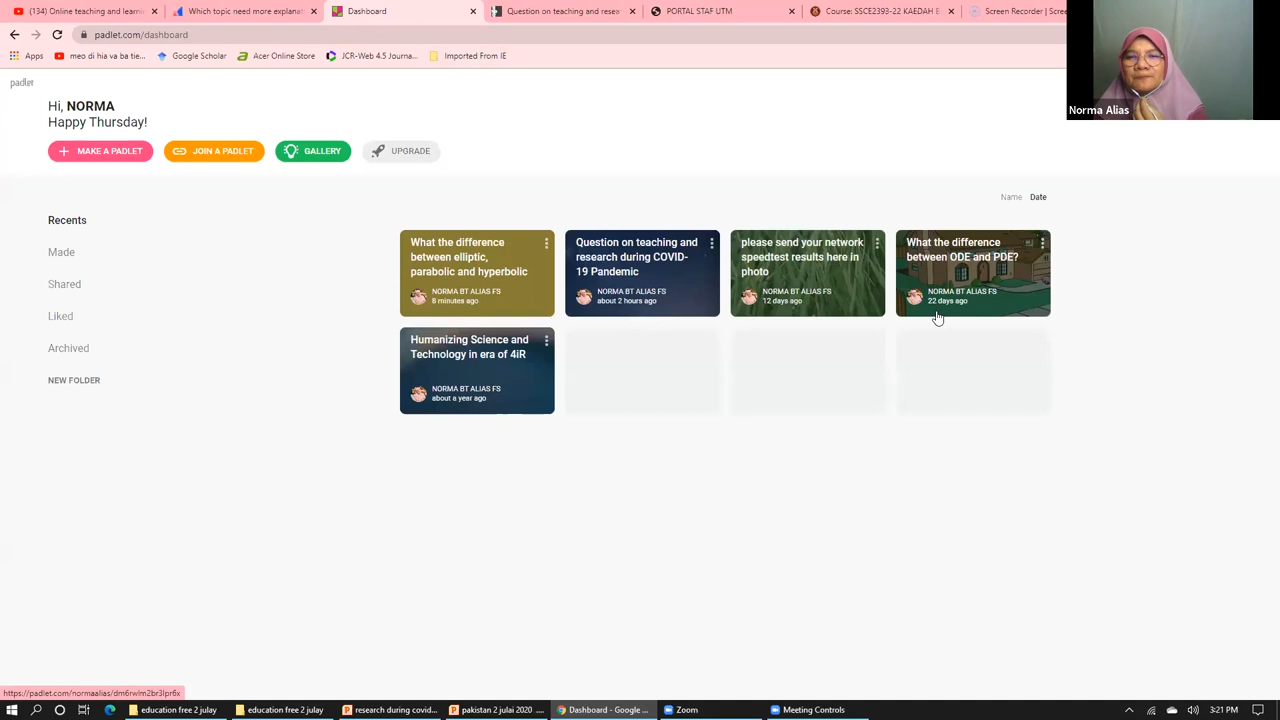 (134) Online teaching and learni
Which topic need more explanat
Dashboard
Question on teaching and resea
PORTAL STAF UTM
Course: SSCE2393-22 KAEDAH B
Screen Recorder | Scre
padlet.com/dashboard
Apps
meo di hia va ba tie...
Google Scholar
Acer Online Store
JCR-Web 4.5 Journa...
Imported From IE
Norma Alias
padlet
Hi, NORMA
Happy Thursday!
MAKE A PADLET
JOIN A PADLET
GALLERY
UPGRADE
Name
Date
Recents
Made
Shared
Liked
Archived
NEW FOLDER
What the difference
between elliptic,
parabolic and hyperbolic
NORMA BT ALIAS FS
8 minutes ago
Question on teaching and
research during COVID-
19 Pandemic
NORMA BT ALIAS FS
about 2 hours ago
please send your network
speedtest results here in
photo
NORMA BT ALIAS FS
12 days ago
What the difference
between ODE and PDE?
NORMA BT ALIAS FS
22 days ago
Humanizing Science and
Technology in era of 4iR
NORMA BT ALIAS FS
about a year ago
https://padlet.com/normaalias/dm6rwlm2br3lpr6x
education free 2 julay
education free 2 julay
research during covid...
pakistan 2 julai 2020 ...
Dashboard - Google ...
Zoom
Meeting Controls
3:21 PM